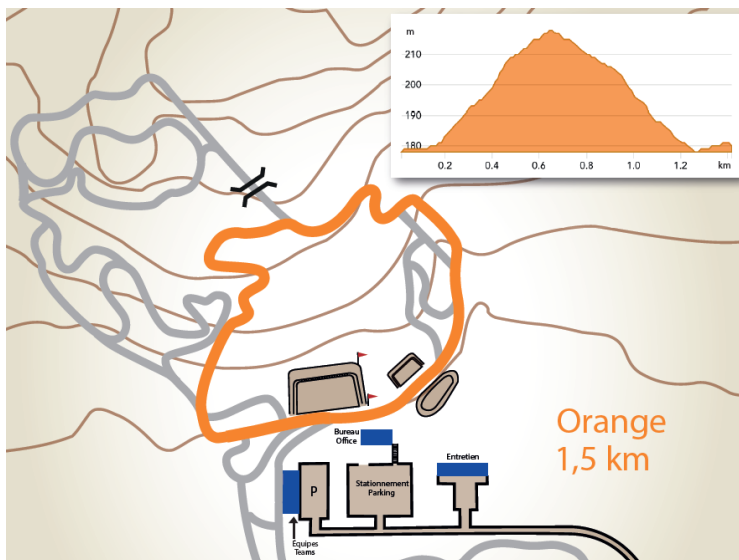 m
210
200
190
180
0.2
0.4
0.6
0.8
1.0
1.2
km
Orange
1,5 km
Bureau
Office
Entretien
P
Stationnement
Parking
Équipes
Teams